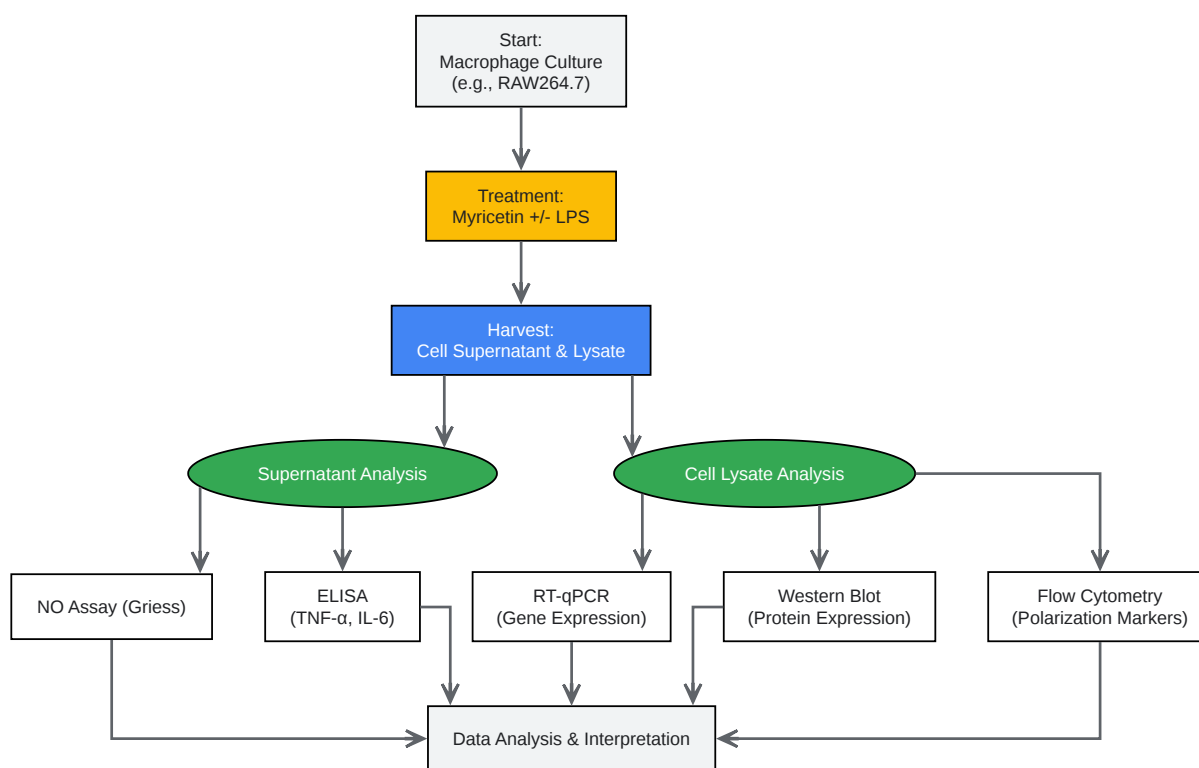 Start:
Macrophage Culture
(e.g., RAW264.7)
Treatment:
Myricetin +/- LPS
Harvest:
Cell Supernatant & Lysate
Supernatant Analysis
Cell Lysate Analysis
NO Assay (Griess)
ELISA
(TNF-α, IL-6)
RT-qPCR
(Gene Expression)
Western Blot
(Protein Expression)
Flow Cytometry
(Polarization Markers)
Data Analysis & Interpretation